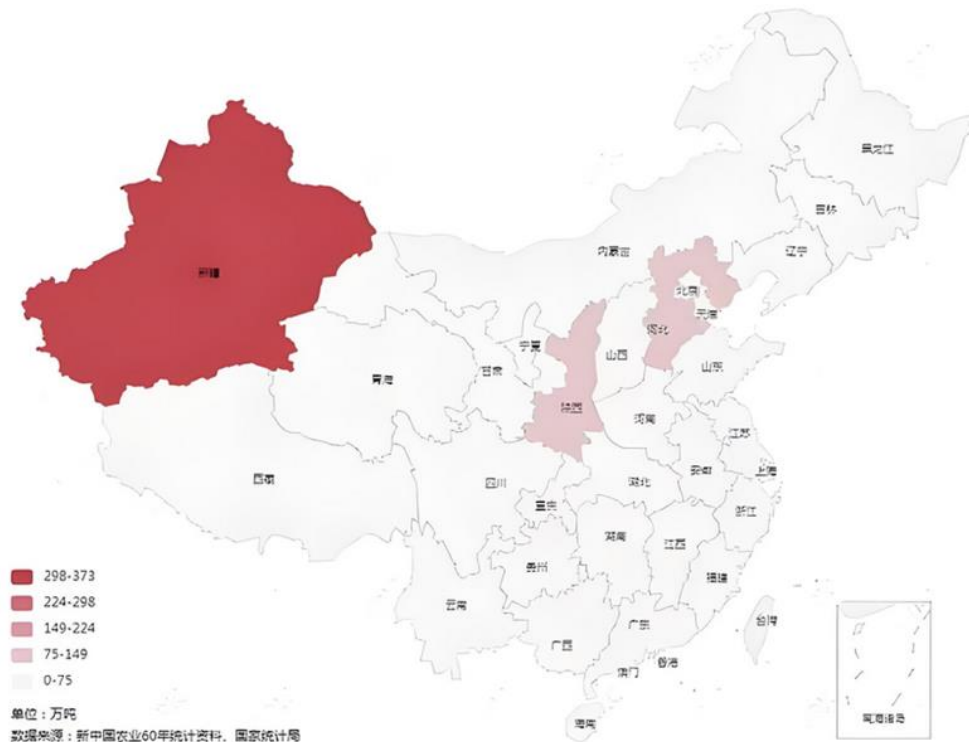 黑龙江
吉林
辽宁
内蒙古
新疆
北京
天津
河北
宁夏
山西
山东
青海
甘肃
陕西
河南
江苏
西藏
四川
湖北
安徽
上海
重庆
浙江
湖南
江西
贵州
福建
云南
台湾
广西
广东
香港
澳门
海南
南海诸岛
298-373
224-298
149-224
75-149
0-75
单位：万吨
数据来源：新中国农业60年统计资料、国家统计局